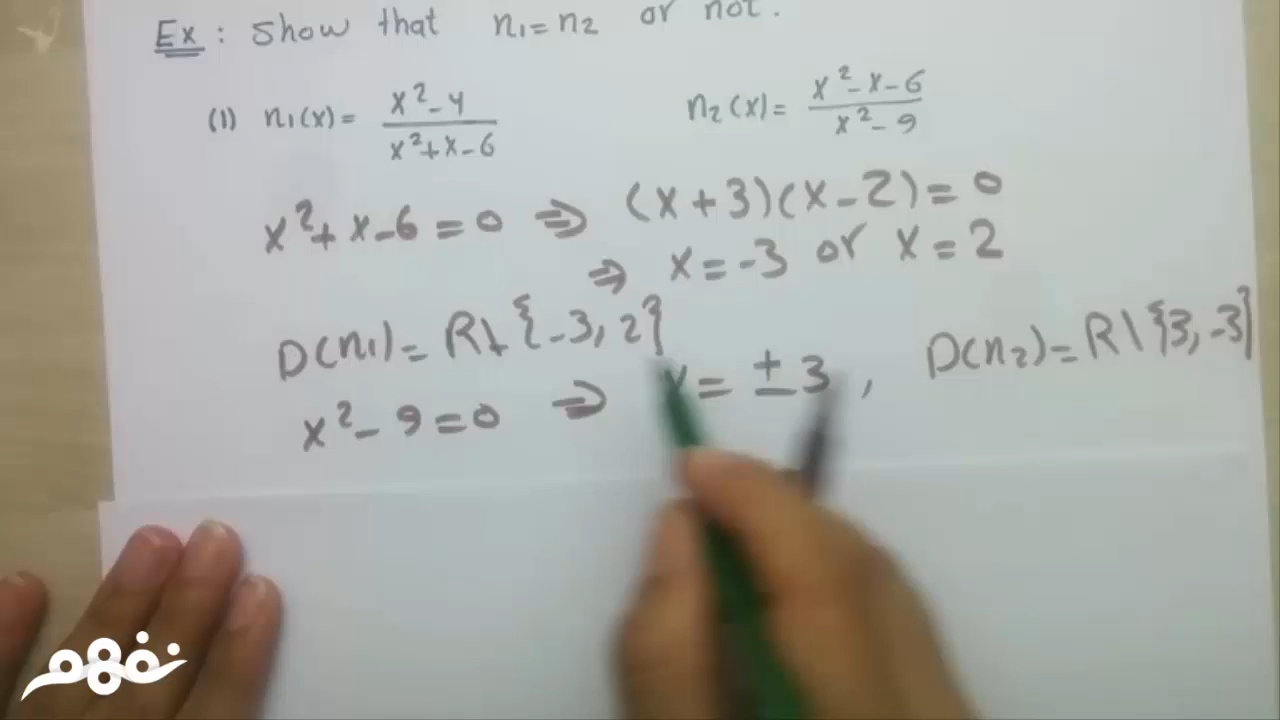 Ex : show that n₁=n₂ or not.
(1) n₁(x)= (x²-4)/(x²+x-6) n₂(x)= (x²-x-6)/(x²-9)
x²+x-6=0 ⇒ (x+3)(x-2)=0
⇒ x=-3 or x=2
D(n₁)=R\{-3,2}
x²-9=0 ⇒ x=±3 , D(n₂)=R\{3,-3}
نفهم